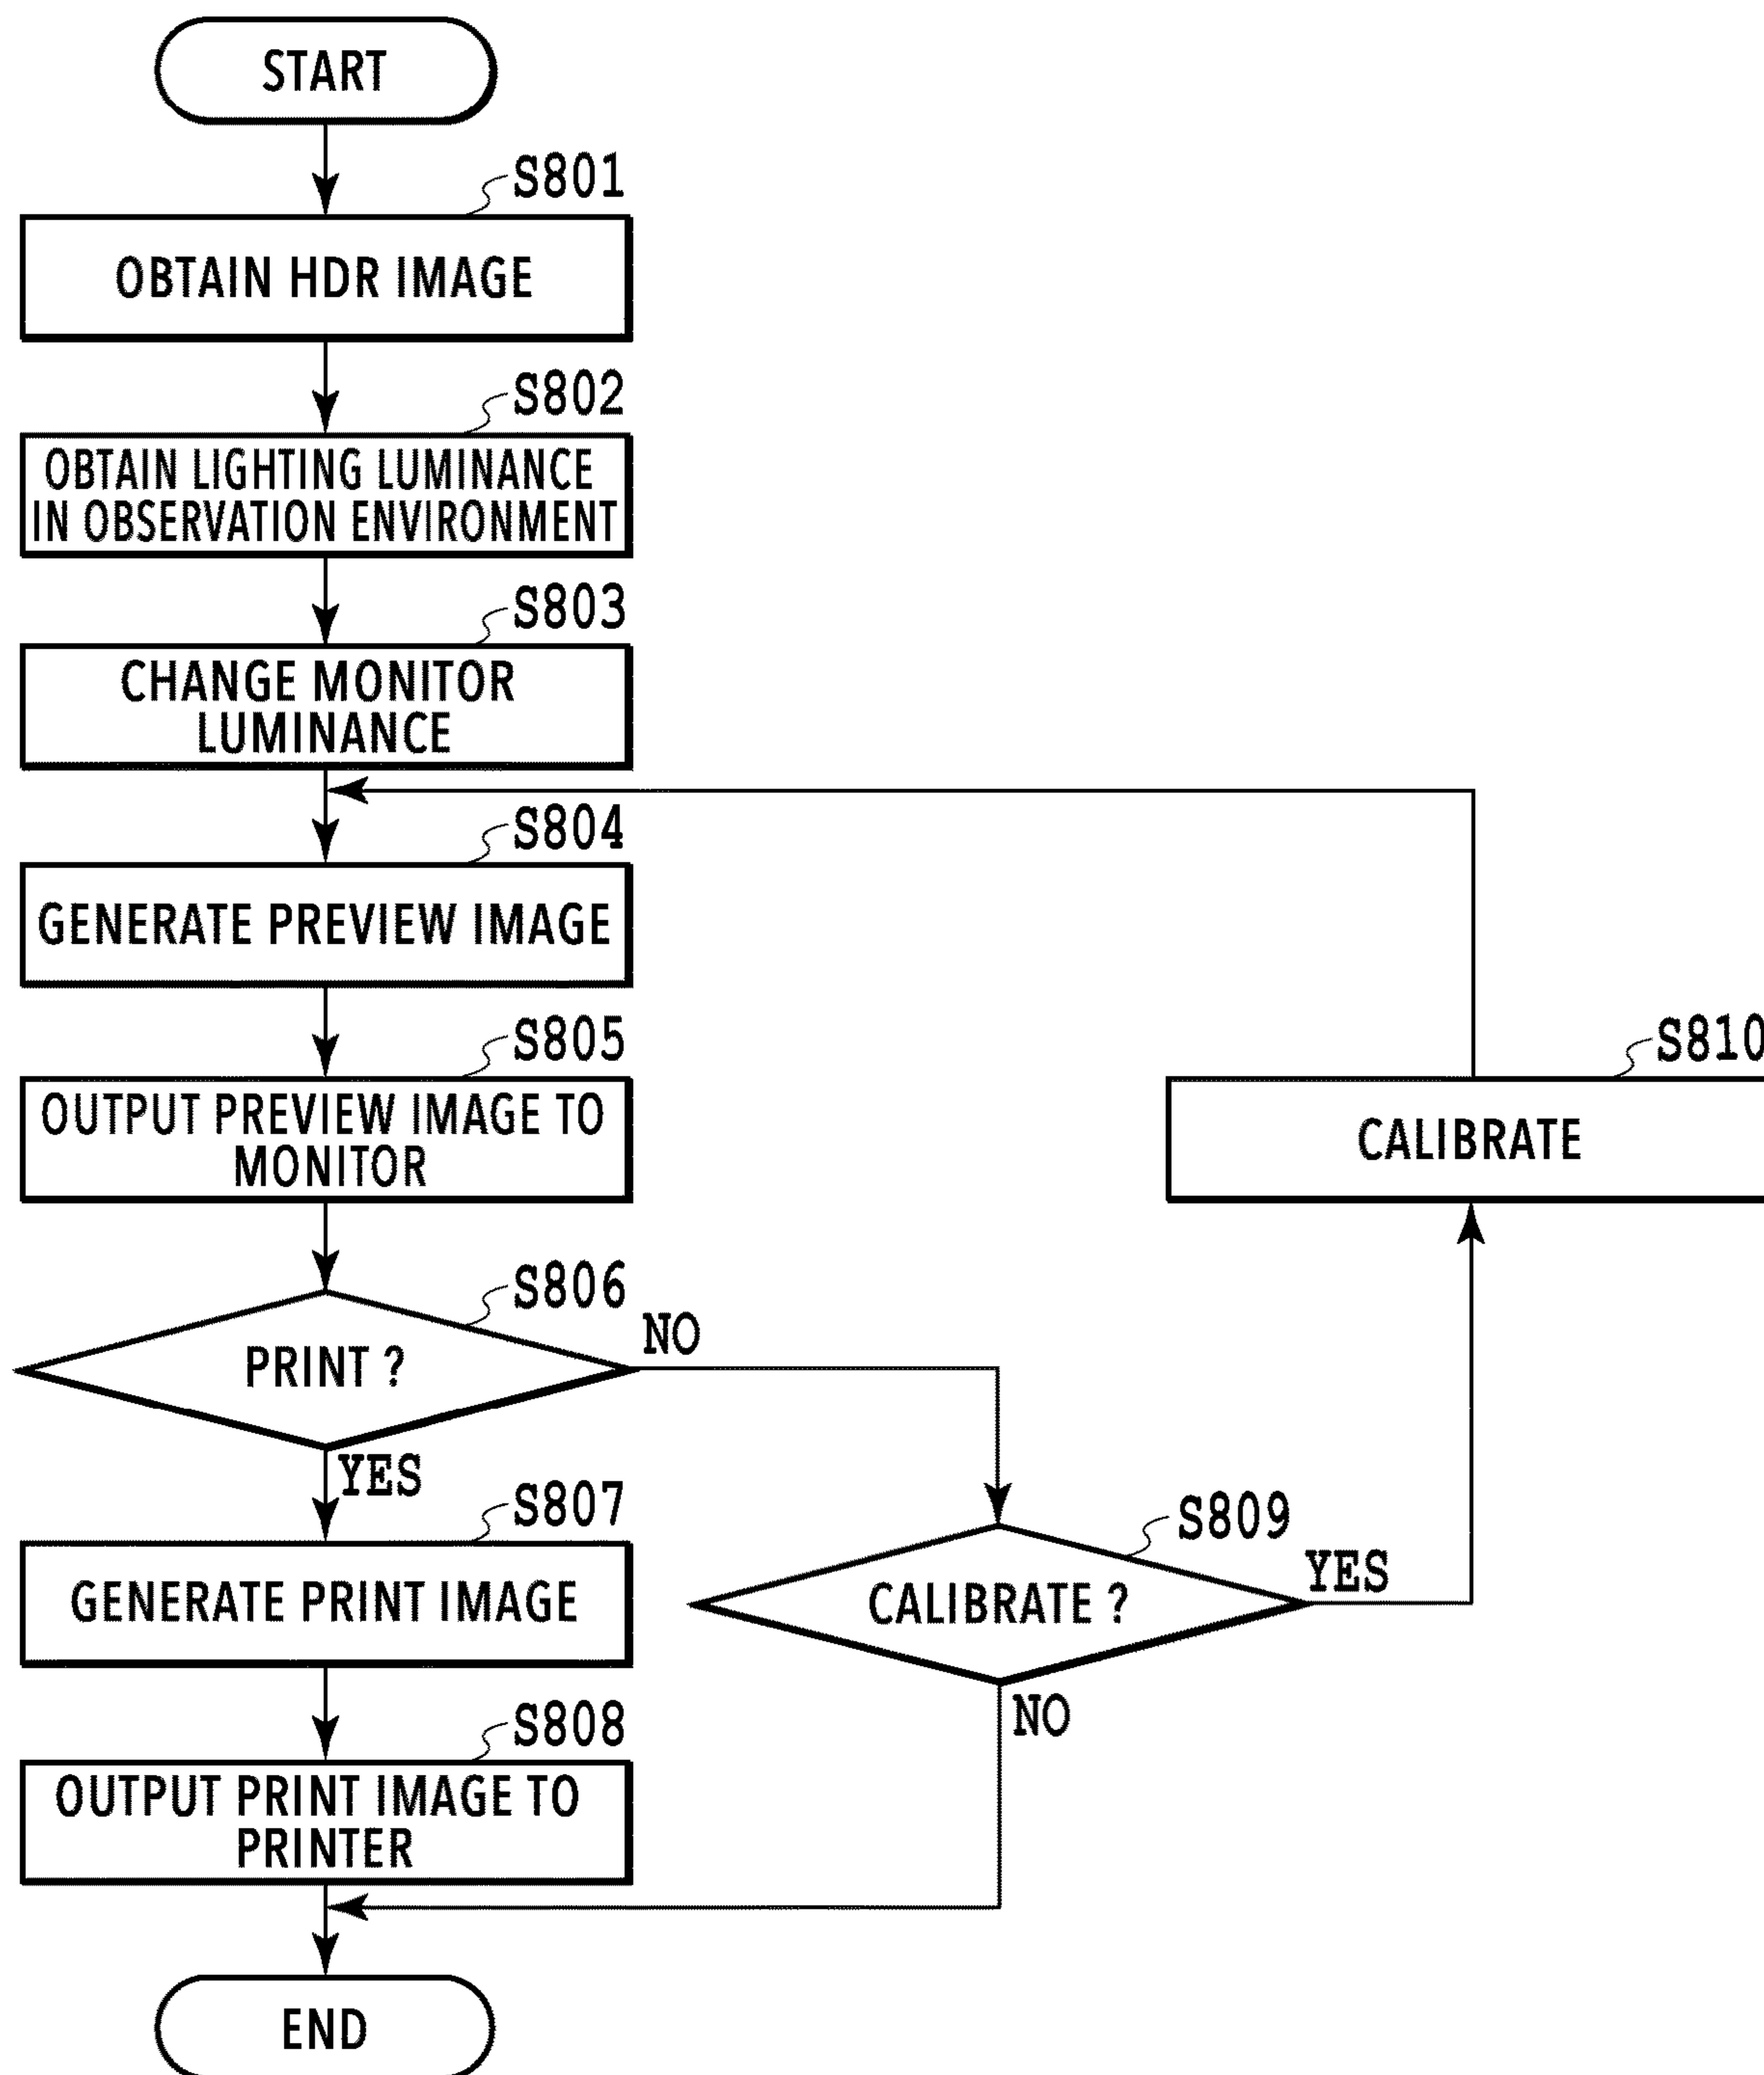 START
S801
OBTAIN HDR IMAGE
S802
OBTAIN LIGHTING LUMINANCE
IN OBSERVATION ENVIRONMENT
S803
CHANGE MONITOR
LUMINANCE
S804
GENERATE PREVIEW IMAGE
S805
OUTPUT PREVIEW IMAGE TO
MONITOR
S810
CALIBRATE
S806
PRINT ?
NO
YES
S807
GENERATE PRINT IMAGE
S809
CALIBRATE ?
YES
NO
S808
OUTPUT PRINT IMAGE TO
PRINTER
END